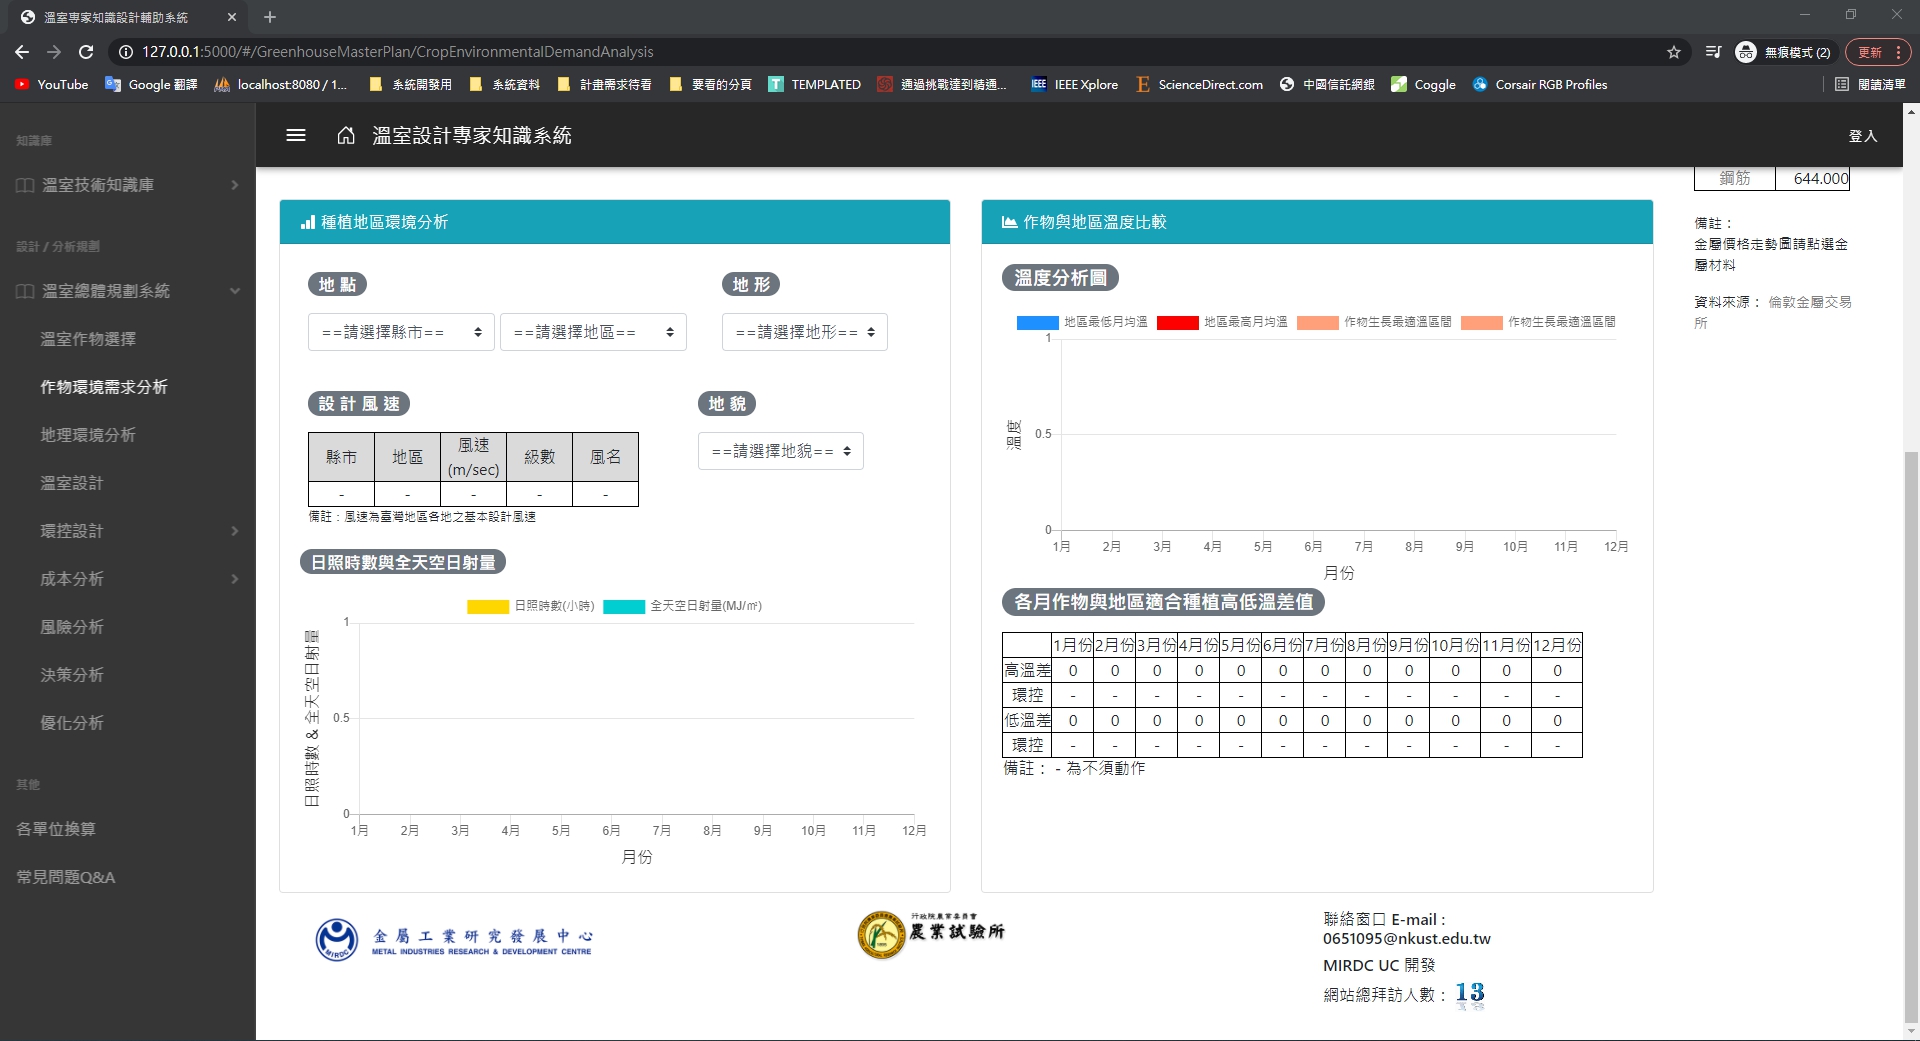 溫室專家知識設計輔助系統
127.0.0.1:5000/#/GreenhouseMasterPlan/CropEnvironmentalDemandAnalysis
無痕模式 (2)
更新
YouTube
Google 翻譯
localhost:8080 / 1...
系統開發用
系統資料
計畫需求待看
要看的分頁
TEMPLATED
通過挑戰達到精通...
IEEE Xplore
ScienceDirect.com
中國信託網銀
Coggle
Corsair RGB Profiles
閱讀清單
知識庫
溫室技術知識庫
設計 / 分析規劃
溫室總體規劃系統
溫室作物選擇
作物環境需求分析
地理環境分析
溫室設計
環控設計
成本分析
風險分析
決策分析
優化分析
其他
各單位換算
常見問題Q&A
溫室設計專家知識系統
登入
種植地區環境分析
地 點
地 形
==請選擇縣市==
==請選擇地區==
==請選擇地形==
設 計 風 速
地 貌
==請選擇地貌==
縣市 地區 風速(m/sec) 級數 風名
- - - - -
備註：風速為臺灣地區各地之基本設計風速
日照時數與全天空日射量
日照時數(小時) 全天空日射量(MJ/㎡)
日照時數 & 全天空日射量
1
0.5
0
1月 2月 3月 4月 5月 6月 7月 8月 9月 10月 11月 12月
月份
作物與地區溫度比較
溫度分析圖
地區最低月均溫 地區最高月均溫 作物生長最適溫區間 作物生長最適溫區間
溫度
1
0.5
0
1月 2月 3月 4月 5月 6月 7月 8月 9月 10月 11月 12月
月份
各月作物與地區適合種植高低溫差值
1月份 2月份 3月份 4月份 5月份 6月份 7月份 8月份 9月份 10月份 11月份 12月份
高溫差 0 0 0 0 0 0 0 0 0 0 0 0
環控 - - - - - - - - - - - -
低溫差 0 0 0 0 0 0 0 0 0 0 0 0
環控 - - - - - - - - - - - -
備註： - 為不須動作
鋼筋 644.000
備註：
金屬價格走勢圖請點選金
屬材料
資料來源： 倫敦金屬交易
所
MIRDC
金屬工業研究發展中心
METAL INDUSTRIES RESEARCH & DEVELOPMENT CENTRE
行政院農業委員會
農業試驗所
聯絡窗口 E-mail :
0651095@nkust.edu.tw
MIRDC UC 開發
網站總拜訪人數： 13